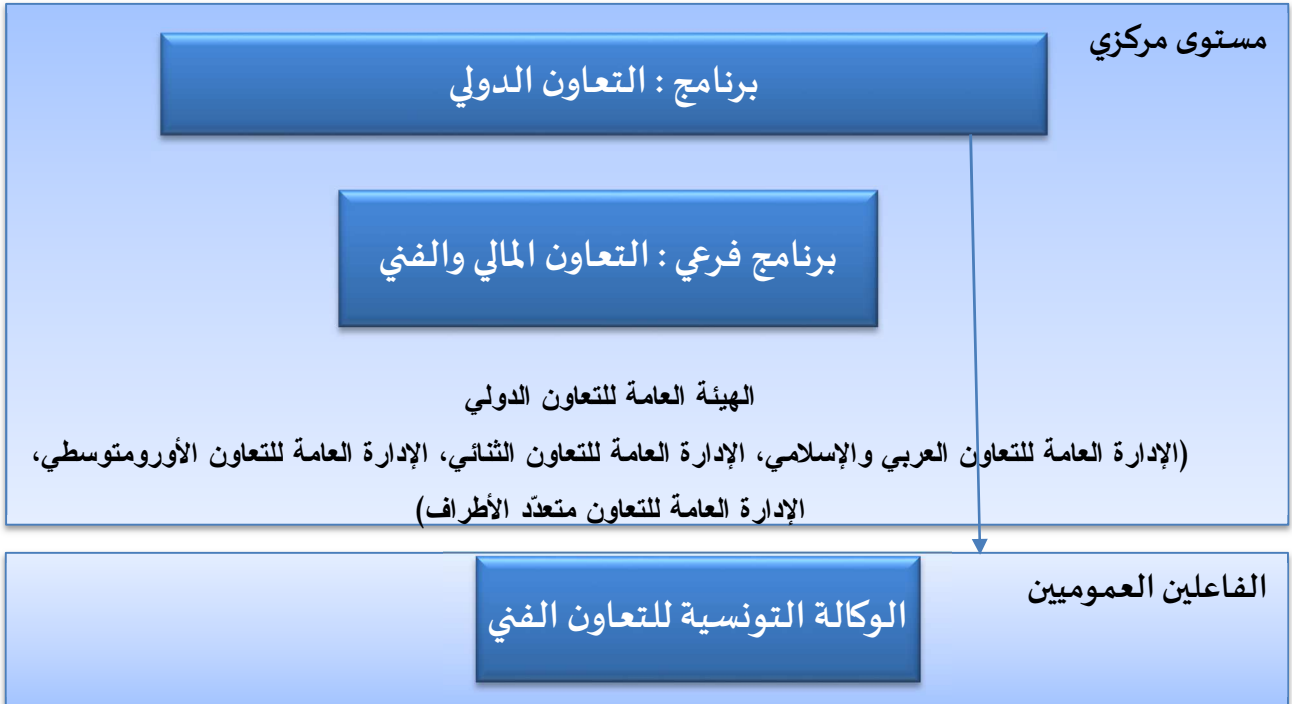 مستوى مركزي
برنامج : التعاون الدولي
برنامج فرعي : التعاون المالي والفني
الهيئة العامة للتعاون الدولي
(الإدارة العامة للتعاون العربي والإسلامي، الإدارة العامة للتعاون الثنائي، الإدارة العامة للتعاون الأورومتوسطي،
الإدارة العامة للتعاون متعدّد الأطراف)
الفاعلين العموميين
الوكالة التونسية للتعاون الفني